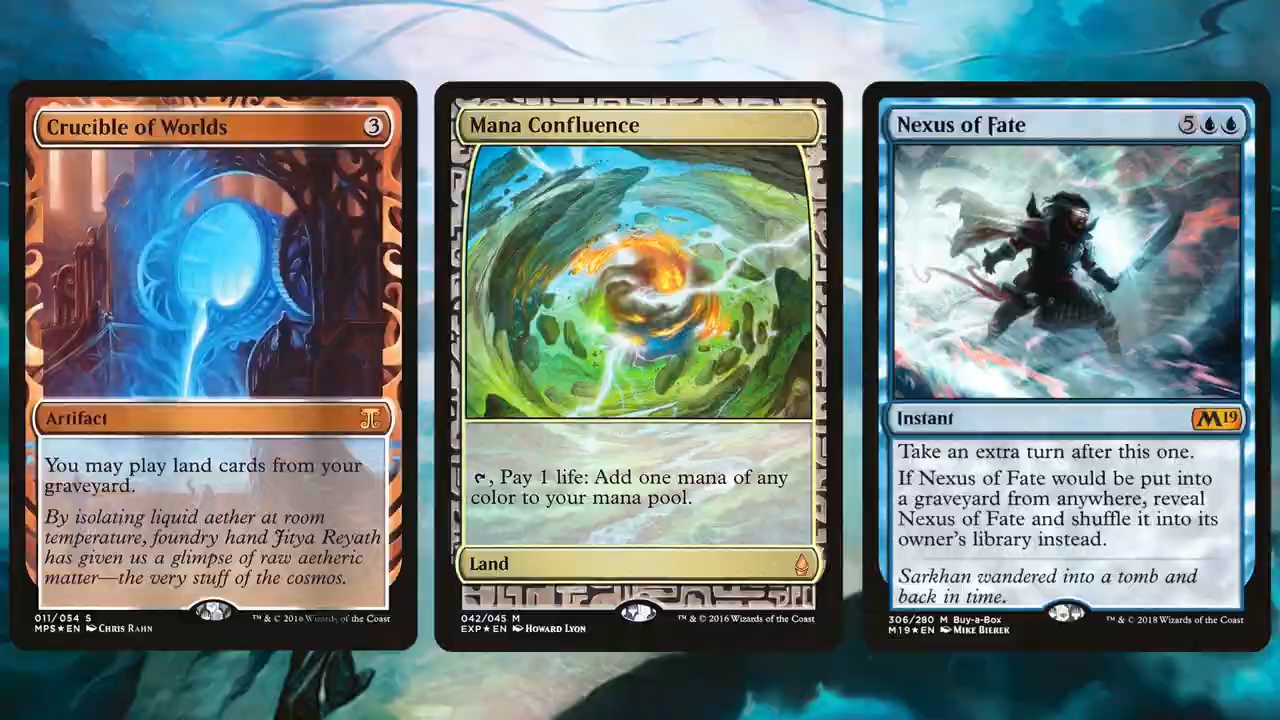 Crucible of Worlds 3
Artifact
You may play land cards from your
graveyard.
By isolating liquid aether at room
temperature, foundry hand Jitya Reyath
has given us a glimpse of raw aetheric
matter—the very stuff of the cosmos.
011/054 S
MPS★EN Chris Rahn
™ & © 2016 Wizards of the Coast
Mana Confluence
, Pay 1 life: Add one mana of any
color to your mana pool.
Land
042/045 M
EXP★EN Howard Lyon
™ & © 2016 Wizards of the Coast
Nexus of Fate 5
Instant M19
Take an extra turn after this one.
If Nexus of Fate would be put into
a graveyard from anywhere, reveal
Nexus of Fate and shuffle it into its
owner's library instead.
Sarkhan wandered into a tomb and
back in time.
306/280 M Buy-a-Box
M19★EN Mike Bierek
™ & © 2018 Wizards of the Coast